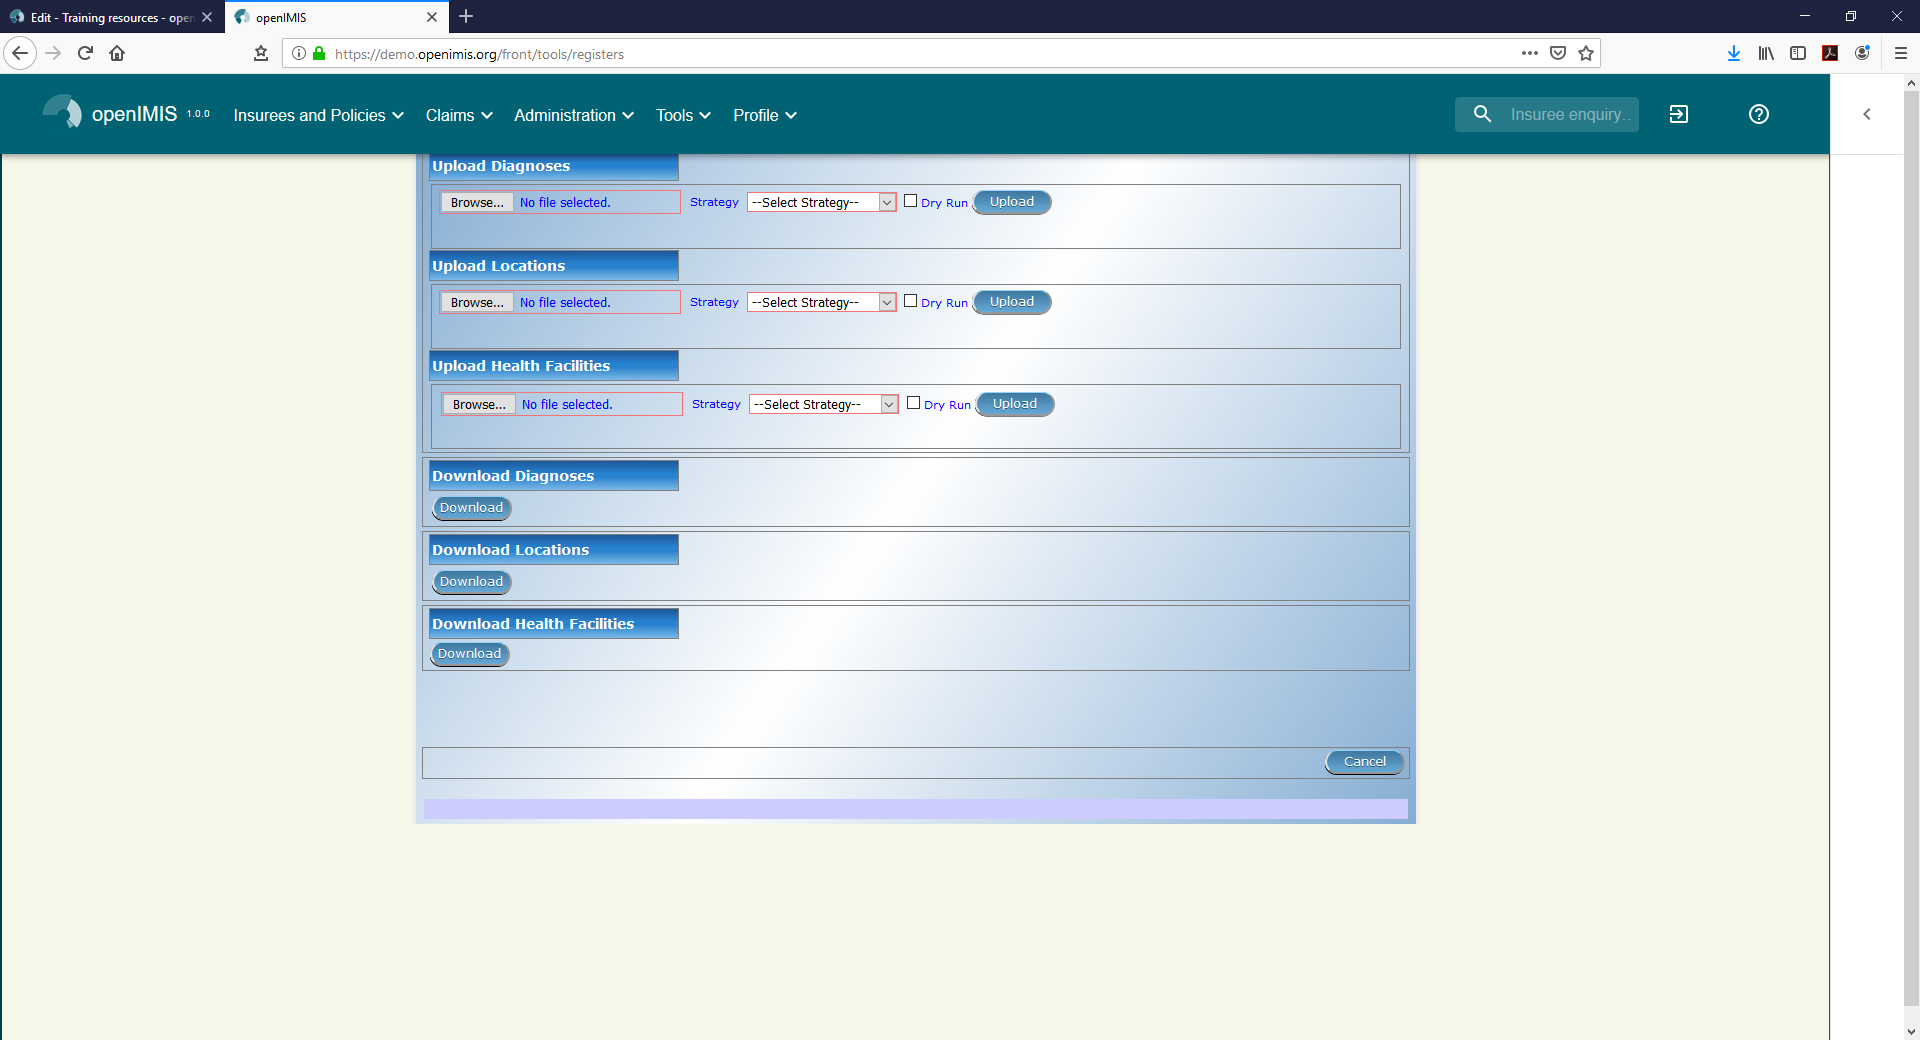 Edit - Training resources - open
openIMIS
https://demo.openimis.org/front/tools/registers
openIMIS 1.0.0 Insurees and Policies Claims Administration Tools Profile Insuree enquiry..
Upload Diagnoses
Browse... No file selected. Strategy --Select Strategy-- Dry Run Upload
Upload Locations
Browse... No file selected. Strategy --Select Strategy-- Dry Run Upload
Upload Health Facilities
Browse... No file selected. Strategy --Select Strategy-- Dry Run Upload
Download Diagnoses
Download
Download Locations
Download
Download Health Facilities
Download
Cancel